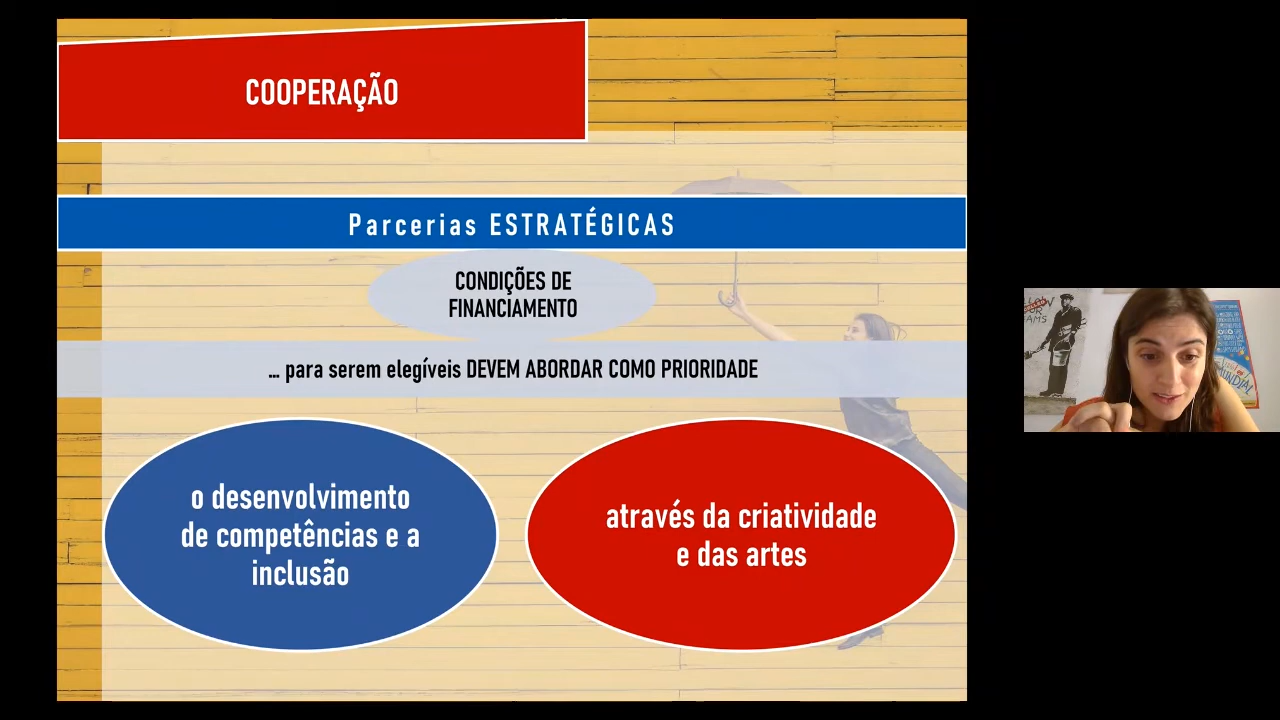 COOPERAÇÃO
Parcerias ESTRATÉGICAS
CONDIÇÕES DE
FINANCIAMENTO
... para serem elegíveis DEVEM ABORDAR COMO PRIORIDADE
o desenvolvimento
de competências e a
inclusão
através da criatividade
e das artes
MUNDIAL